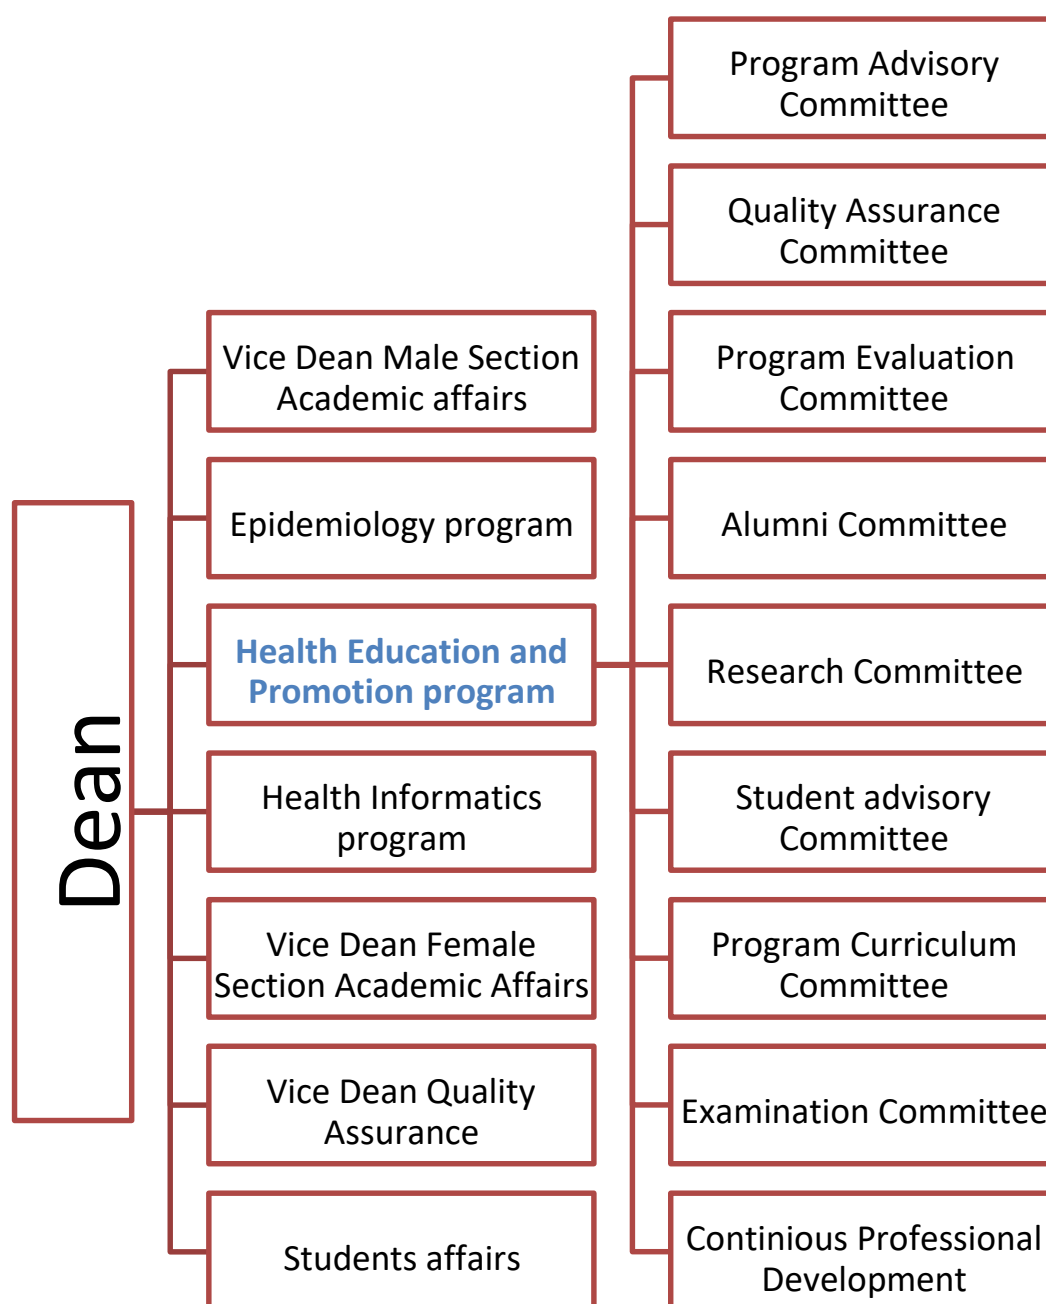 Dean
Vice Dean Male Section
Academic affairs
Epidemiology program
Health Education and
Promotion program
Health Informatics
program
Vice Dean Female
Section Academic Affairs
Vice Dean Quality
Assurance
Students affairs
Program Advisory
Committee
Quality Assurance
Committee
Program Evaluation
Committee
Alumni Committee
Research Committee
Student advisory
Committee
Program Curriculum
Committee
Examination Committee
Continious Professional
Development